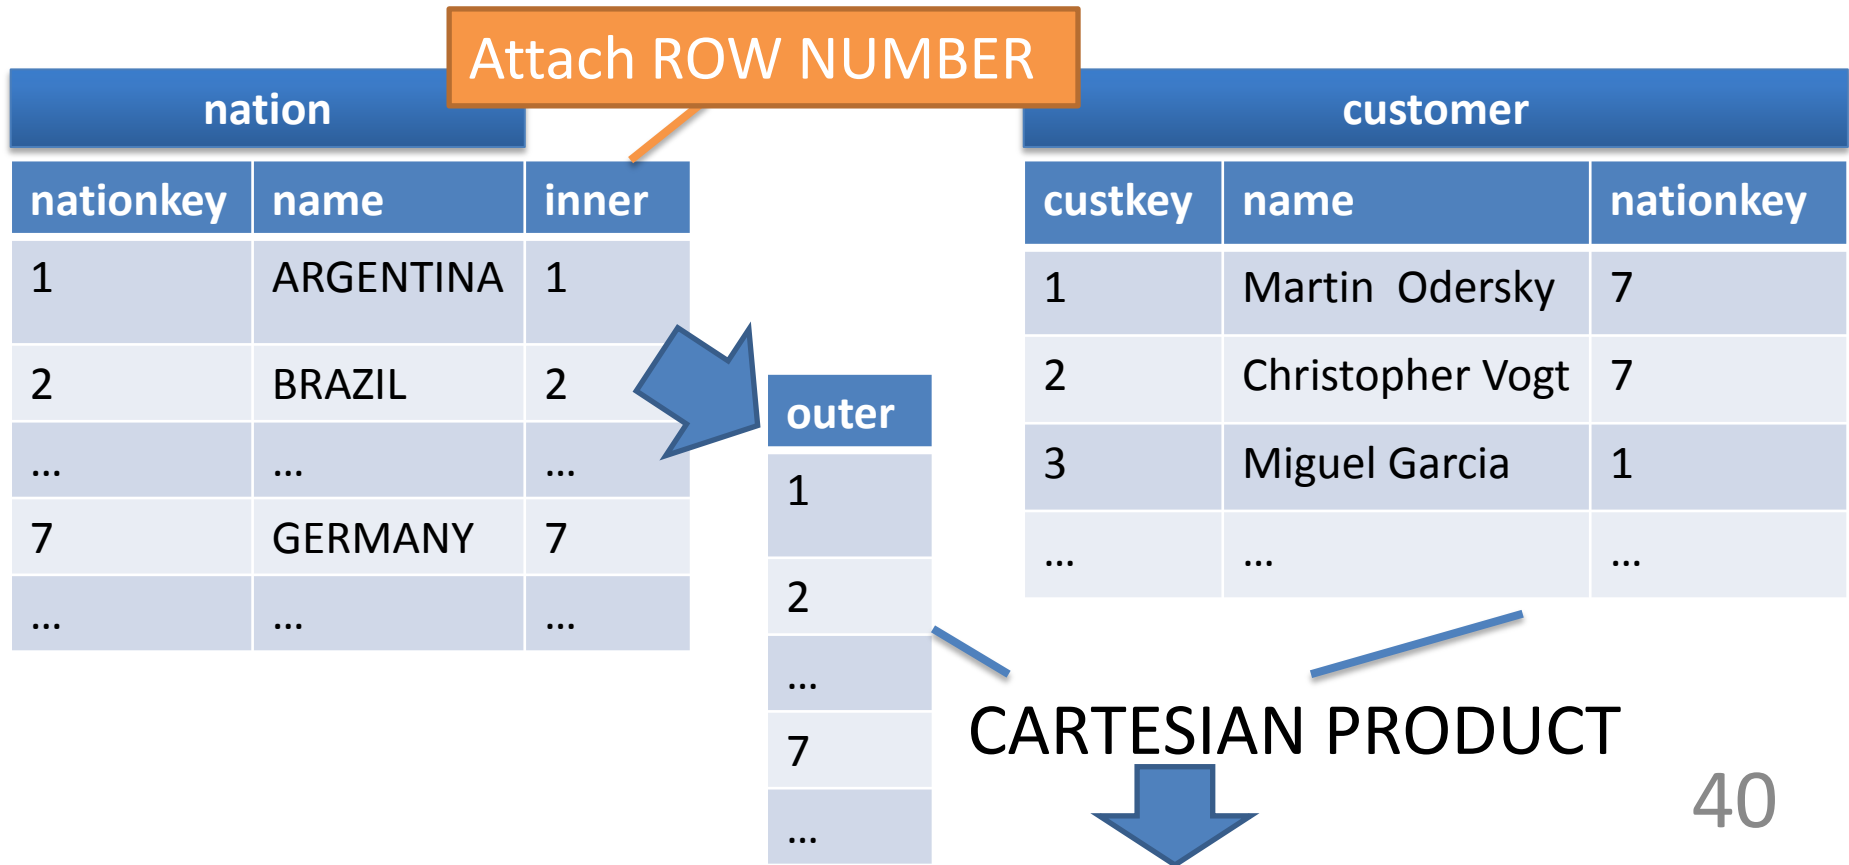 Attach ROW NUMBER
nation
nationkey name inner
1 ARGENTINA 1
2 BRAZIL 2
... ... ...
7 GERMANY 7
... ... ...
outer
1
2
...
7
...
customer
custkey name nationkey
1 Martin Odersky 7
2 Christopher Vogt 7
3 Miguel Garcia 1
... ... ...
CARTESIAN PRODUCT
40